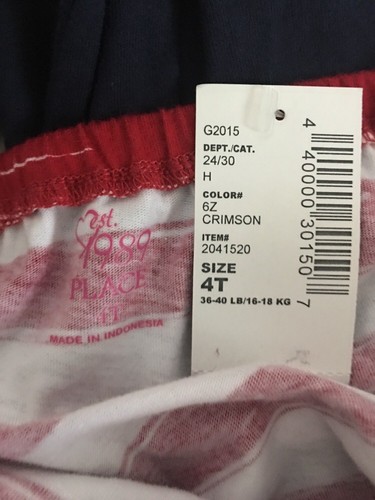 G2015
DEPT./CAT.
24/30
H
COLOR#
6Z
CRIMSON
ITEM#
2041520
SIZE
4T
36-40 LB/16-18 KG
4 40000 30150 7
Est.
1989
PLACE
4T
MADE IN INDONESIA